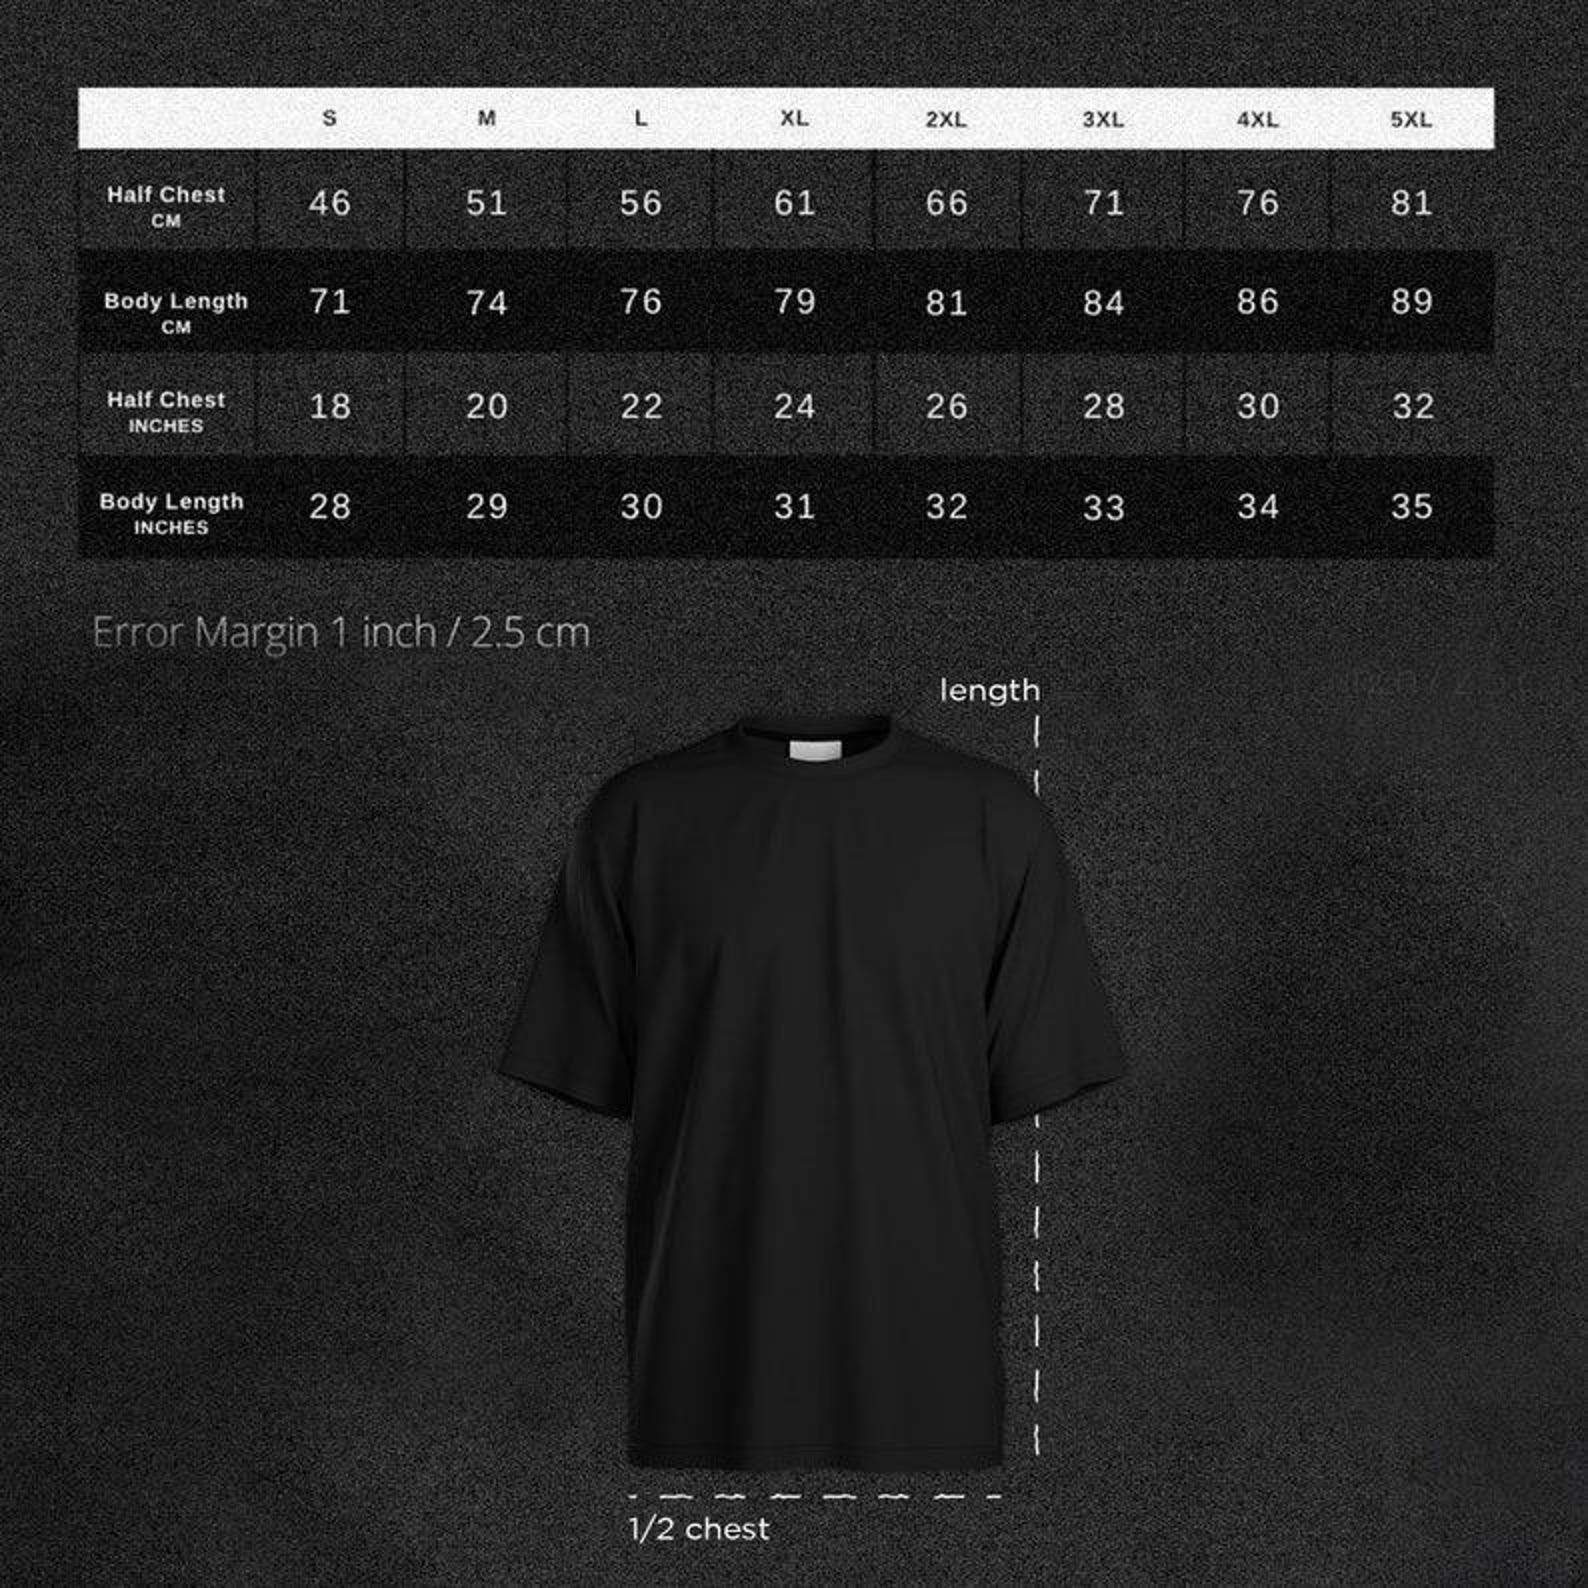 S M L XL 2XL 3XL 4XL 5XL
Half Chest 46 51 56 61 66 71 76 81
CM
Body Length 71 74 76 79 81 84 86 89
CM
Half Chest 18 20 22 24 26 28 30 32
INCHES
Body Length 28 29 30 31 32 33 34 35
INCHES
Error Margin 1 inch / 2.5 cm
length
1/2 chest